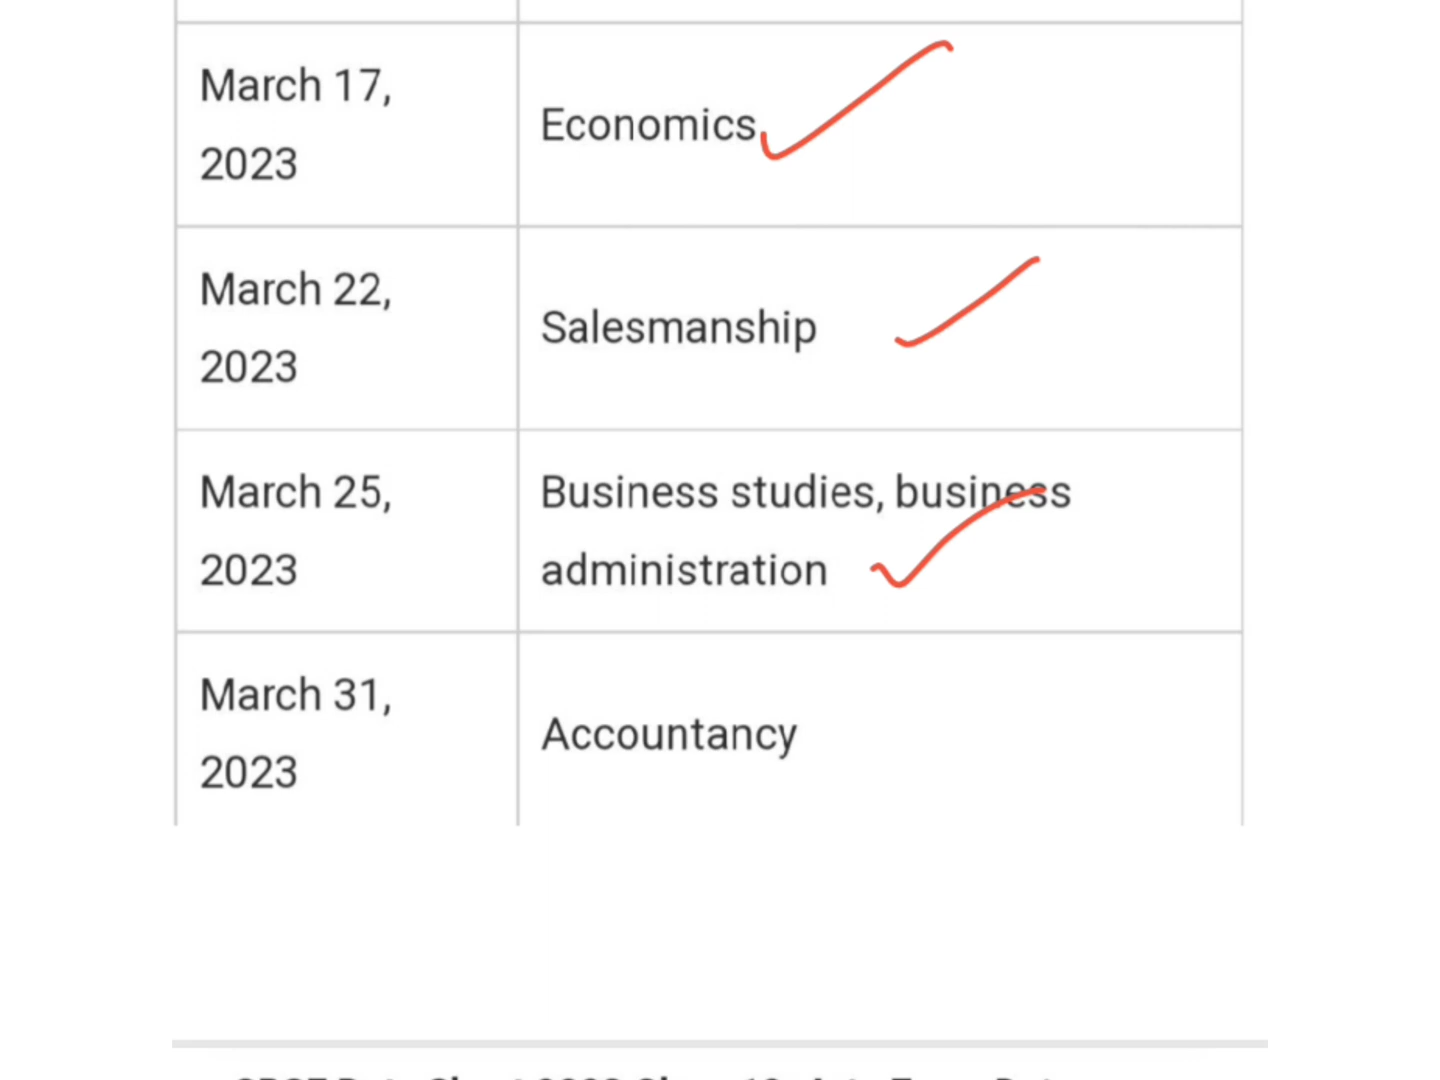 March 17,
2023
Economics
March 22,
2023
Salesmanship
March 25,
2023
Business studies, business
administration
March 31,
2023
Accountancy